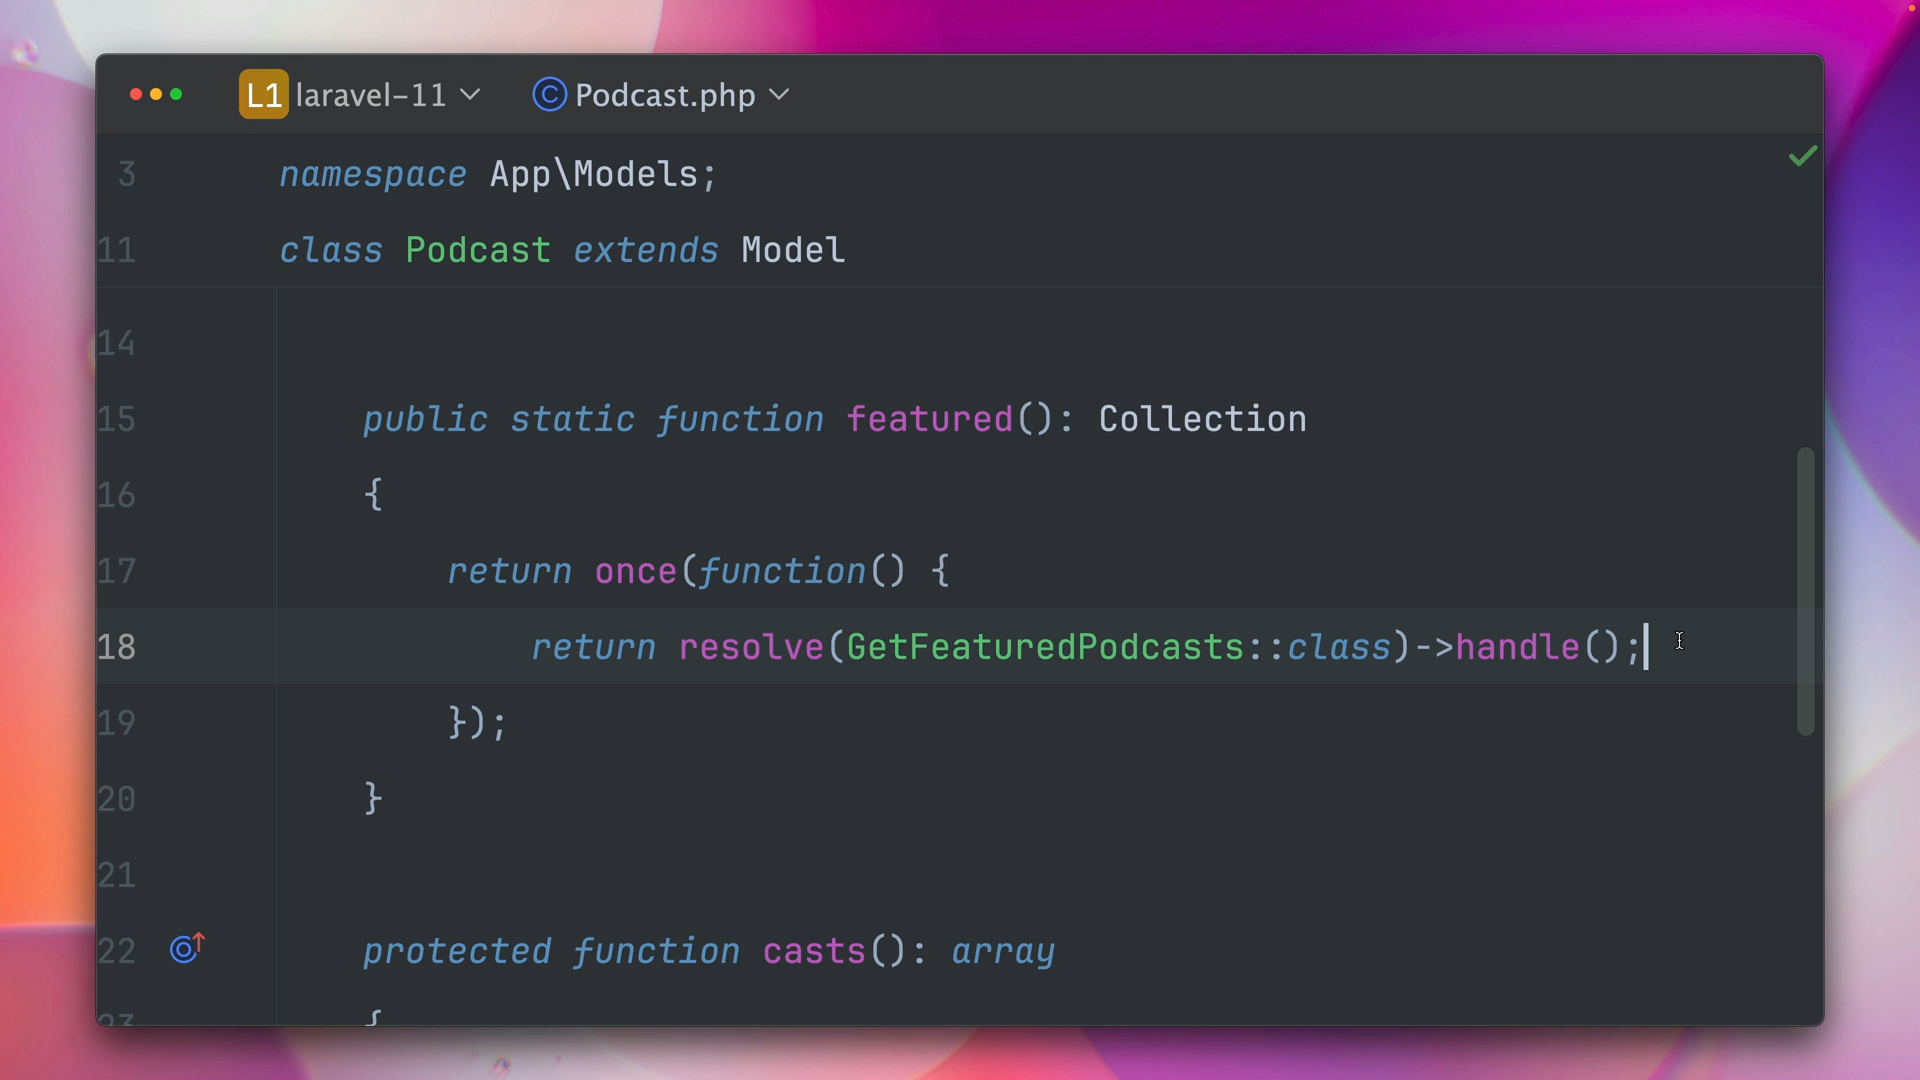 L1 laravel-11 Podcast.php
3 namespace App\Models;
11 class Podcast extends Model
14
15 public static function featured(): Collection
16 {
17 return once(function() {
18 return resolve(GetFeaturedPodcasts::class)->handle();
19 });
20 }
21
22 protected function casts(): array
23 {